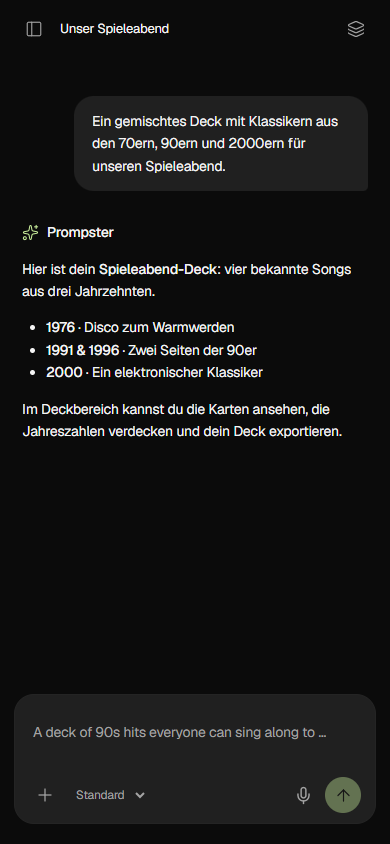 Unser Spieleabend
Ein gemischtes Deck mit Klassikern aus
den 70ern, 90ern und 2000ern für
unseren Spieleabend.
Prompster
Hier ist dein Spieleabend-Deck: vier bekannte Songs
aus drei Jahrzehnten.
• 1976 · Disco zum Warmwerden
• 1991 & 1996 · Zwei Seiten der 90er
• 2000 · Ein elektronischer Klassiker
Im Deckbereich kannst du die Karten ansehen, die
Jahreszahlen verdecken und dein Deck exportieren.
A deck of 90s hits everyone can sing along to ...
Standard